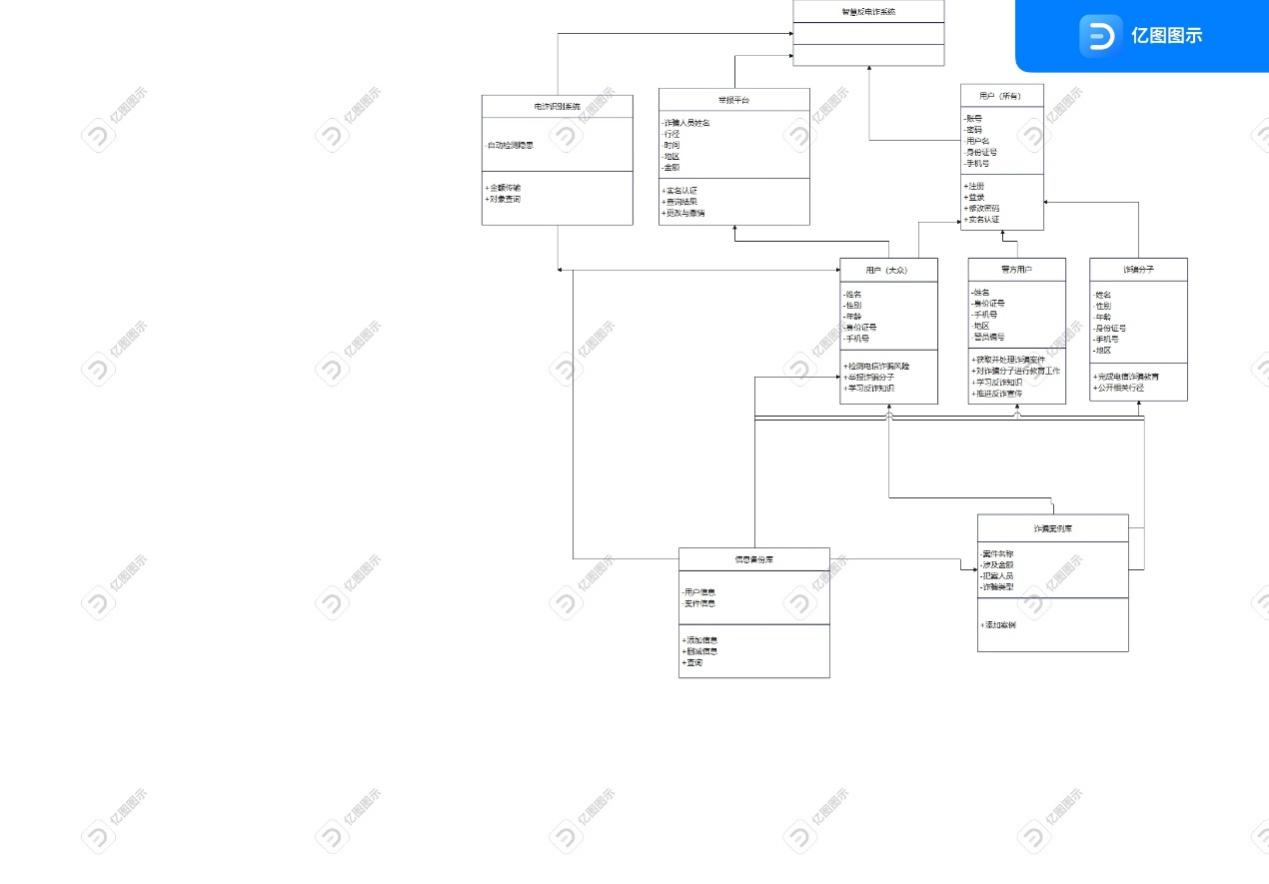 智慧反电诈系统
亿图图示
电诈识别系统
-自动检测隐患
+金额传输
+对象查询
举报平台
-诈骗人员姓名
-行径
-时间
-地区
-金额
+实名认证
+查询结果
+更改与撤销
用户（所有）
-账号
-密码
-用户名
-身份证号
-手机号
+注册
+登录
+修改密码
+实名认证
用户（大众）
-姓名
-性别
-年龄
-身份证号
-手机号
+检测电信诈骗风险
+举报诈骗分子
+学习反诈知识
警方用户
-姓名
-身份证号
-手机号
-地区
-警员编号
+获取并处理诈骗案件
+对诈骗分子进行教育工作
+学习反诈知识
+推进反诈宣传
诈骗分子
-姓名
-性别
-年龄
-身份证号
-手机号
-地区
+完成电信诈骗教育
+公开相关行径
信息备份库
-用户信息
-案件信息
+添加信息
+删减信息
+查询
诈骗案例库
-案件名称
-涉及金额
-犯案人员
-诈骗类型
+添加案例